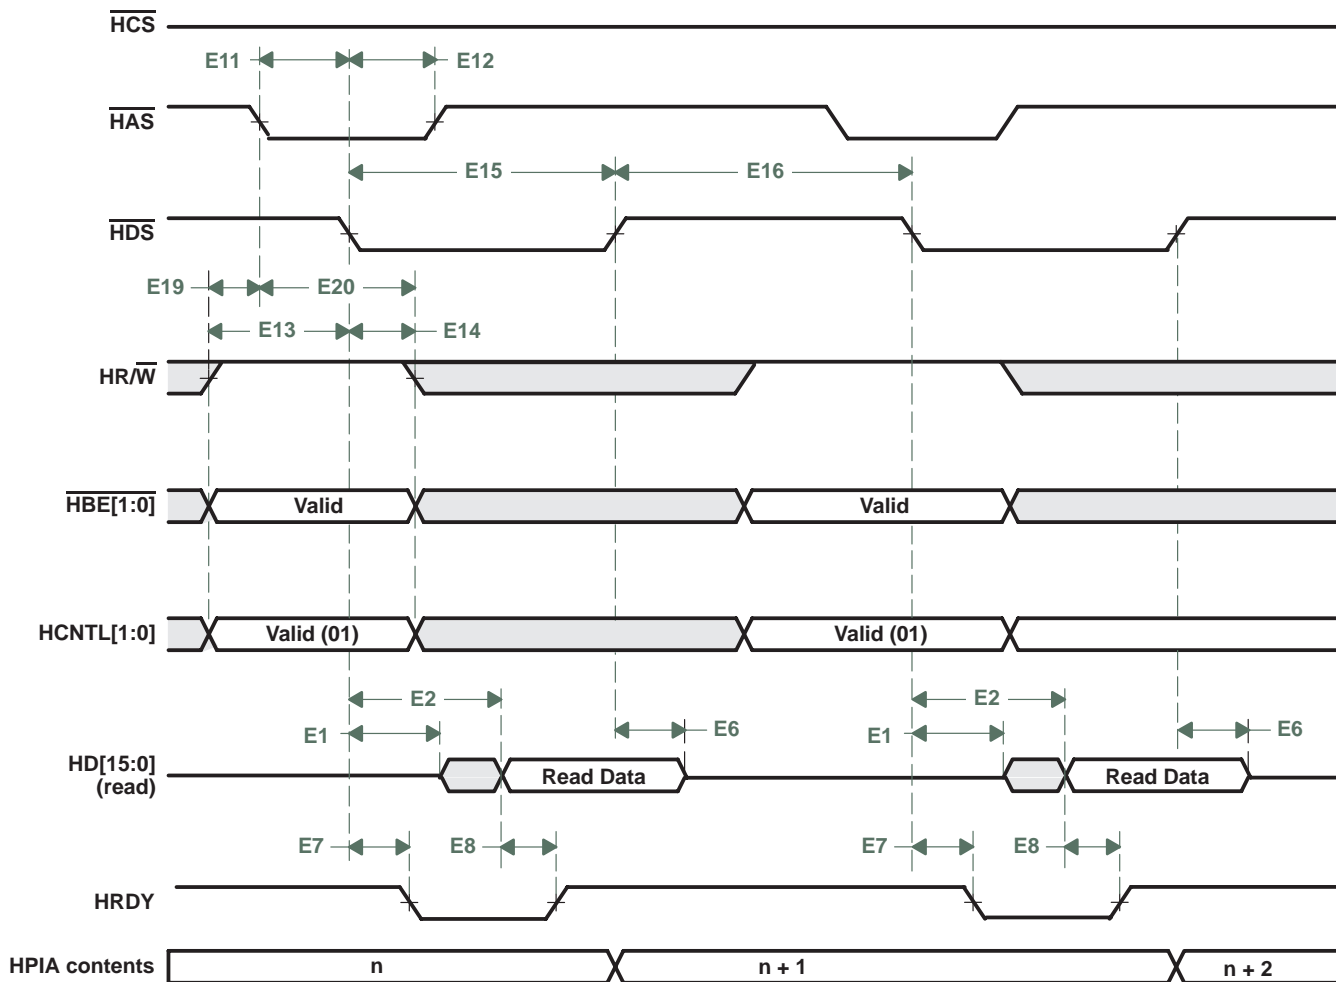 HCS
E11
E12
HAS
E15
E16
HDS
E19
E20
E13
E14
HR/W
HBE[1:0]
Valid
Valid
HCNTL[1:0]
Valid (01)
Valid (01)
E2
E2
E1
E6
E1
E6
HD[15:0]
(read)
Read Data
Read Data
E7
E8
E7
E8
HRDY
HPIA contents
n
n + 1
n + 2